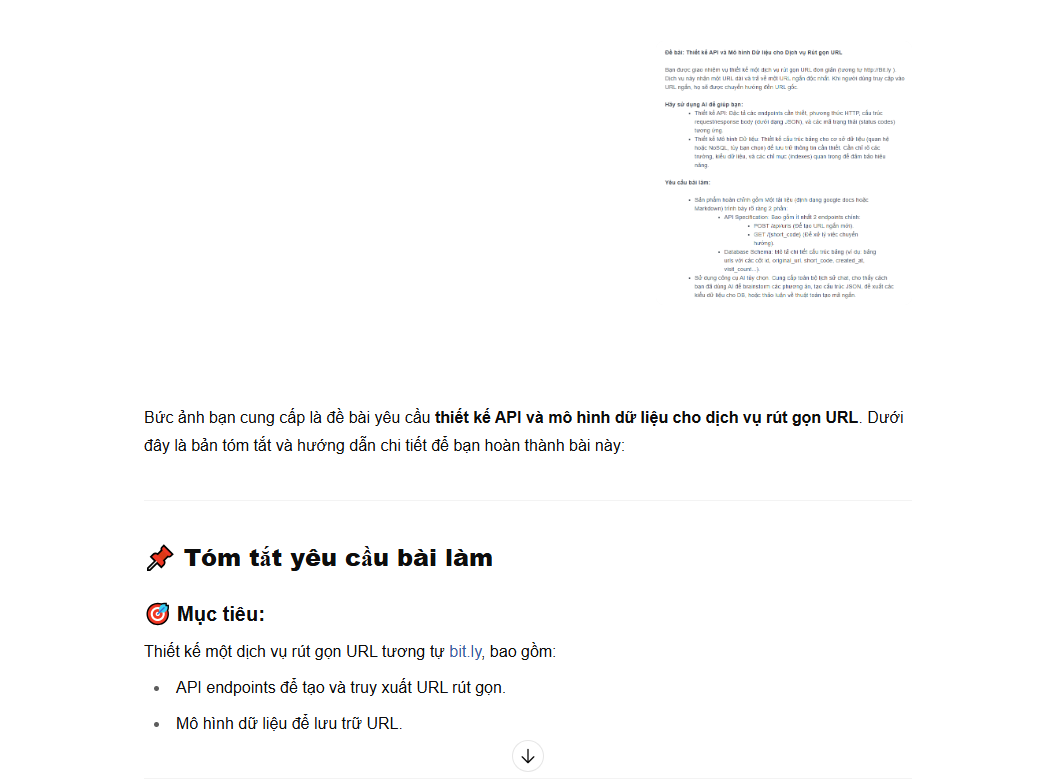 Đề bài: Thiết kế API và Mô hình Dữ liệu cho Dịch vụ Rút gọn URL
Bạn được giao nhiệm vụ thiết kế một dịch vụ rút gọn URL đơn giản (tương tự http://Bit.ly ).
Dịch vụ này nhận một URL dài và trả về một URL ngắn độc nhất. Khi người dùng truy cập vào
URL ngắn, họ sẽ được chuyển hướng đến URL gốc.
Hãy sử dụng AI để giúp bạn:
• Thiết kế API: Đặc tả các endpoints cần thiết, phương thức HTTP, cấu trúc
request/response body (dưới dạng JSON), và các mã trạng thái (status codes)
tương ứng.
• Thiết kế Mô hình Dữ liệu: Thiết kế cấu trúc bảng cho cơ sở dữ liệu (quan hệ
hoặc NoSQL, tùy bạn chọn) để lưu trữ thông tin cần thiết. Cần chỉ rõ các
trường, kiểu dữ liệu, và các chỉ mục (indexes) quan trọng để đảm bảo hiệu
năng.
Yêu cầu bài làm:
• Sản phẩm hoàn chỉnh gồm Một tài liệu (định dạng google docs hoặc
Markdown) trình bày rõ ràng 2 phần:
• API Specification: Bao gồm ít nhất 2 endpoints chính:
• POST /api/urls (Để tạo URL ngắn mới).
• GET /{short_code} (Để xử lý việc chuyển
hướng).
• Database Schema: Mô tả chi tiết cấu trúc bảng (ví dụ: bảng
urls với các cột id, original_url, short_code, created_at,
visit_count...).
• Sử dụng công cụ AI tùy chọn. Cung cấp toàn bộ lịch sử chat, cho thấy cách
bạn đã dùng AI để brainstorm các phương án, tạo cấu trúc JSON, đề xuất các
kiểu dữ liệu cho DB, hoặc thảo luận về thuật toán tạo mã ngắn.
Bức ảnh bạn cung cấp là đề bài yêu cầu thiết kế API và mô hình dữ liệu cho dịch vụ rút gọn URL. Dưới
đây là bản tóm tắt và hướng dẫn chi tiết để bạn hoàn thành bài này:
📌 Tóm tắt yêu cầu bài làm
🎯 Mục tiêu:
Thiết kế một dịch vụ rút gọn URL tương tự bit.ly, bao gồm:
• API endpoints để tạo và truy xuất URL rút gọn.
• Mô hình dữ liệu để lưu trữ URL.